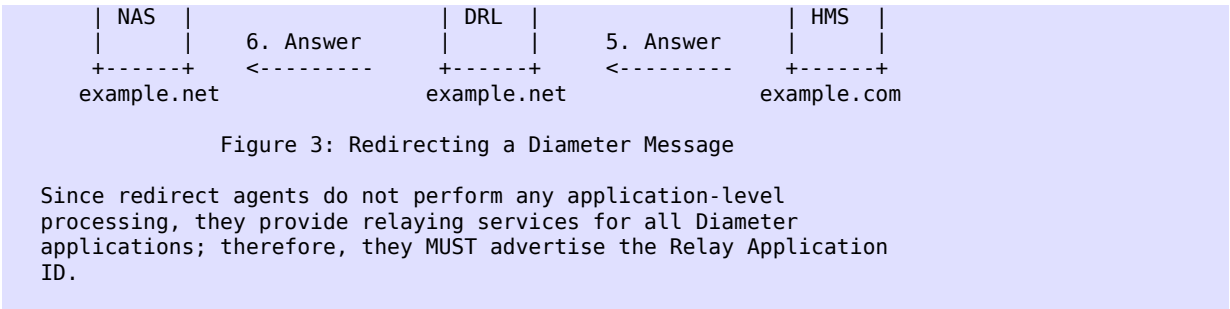 | NAS  |                | DRL  |                | HMS  |
|      |    6. Answer   |      |    5. Answer   |      |
+------+   <---------   +------+   <---------   +------+
example.net             example.net            example.com
Figure 3: Redirecting a Diameter Message
Since redirect agents do not perform any application-level
processing, they provide relaying services for all Diameter
applications; therefore, they MUST advertise the Relay Application
ID.